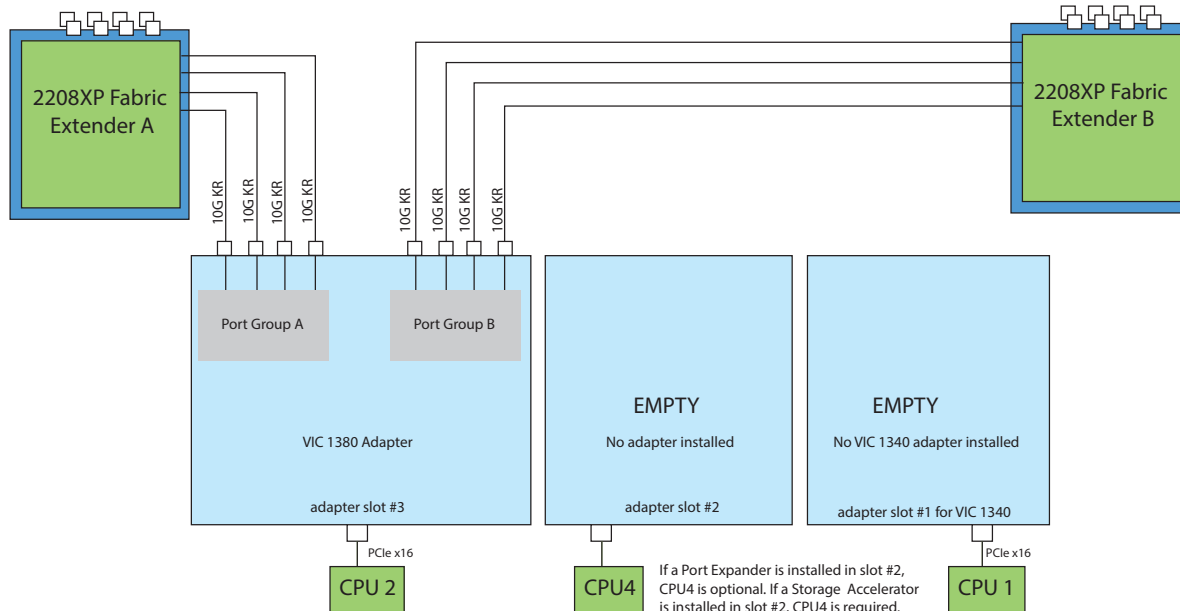 2208XP Fabric
Extender A
2208XP Fabric
Extender B
10G KR
10G KR
10G KR
10G KR
10G KR
10G KR
10G KR
10G KR
Port Group A
Port Group B
VIC 1380 Adapter
adapter slot #3
EMPTY
No adapter installed
adapter slot #2
EMPTY
No VIC 1340 adapter installed
adapter slot #1 for VIC 1340
PCIe x16
CPU 2
CPU4
If a Port Expander is installed in slot #2,
CPU4 is optional. If a Storage Accelerator
is installed in slot #2, CPU4 is required.
PCIe x16
CPU 1